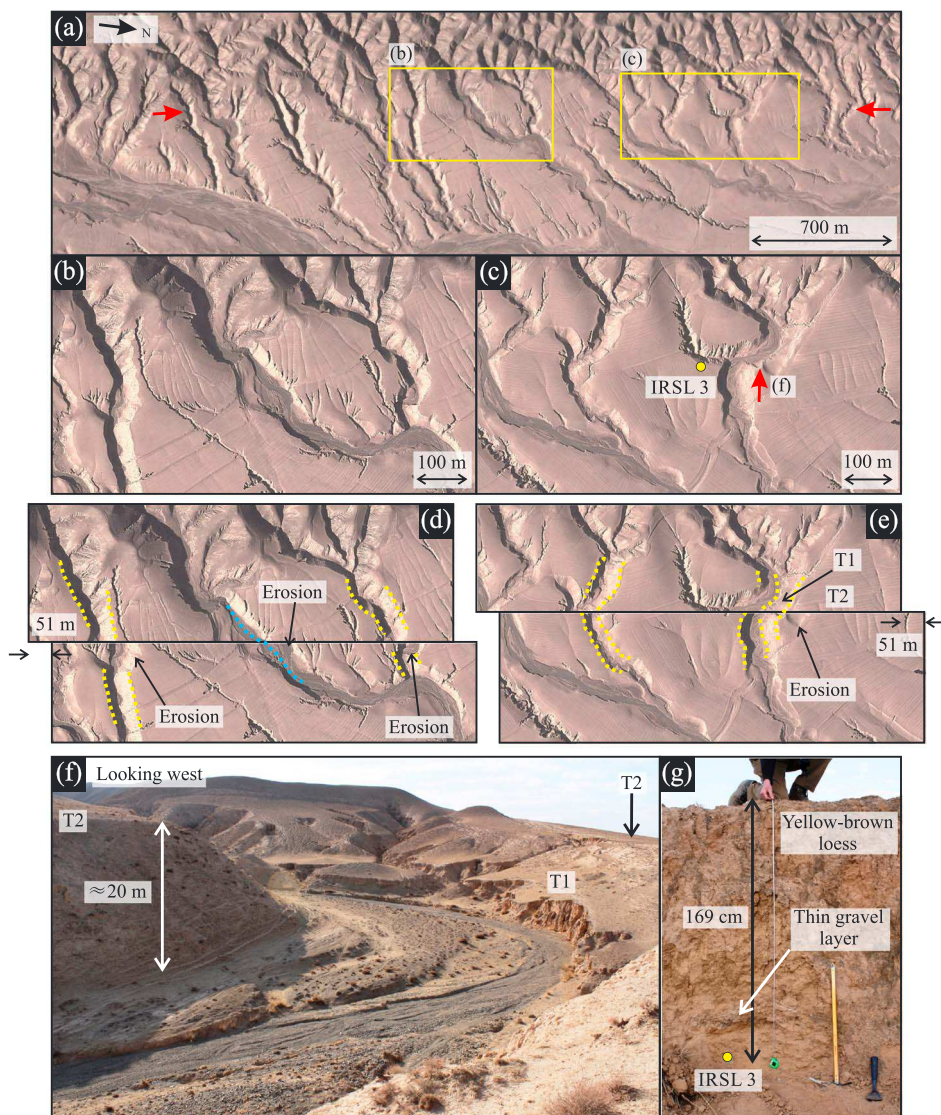 (a)
N
(b)
(c)
700 m
(b)
100 m
(c)
IRSL 3
(f)
100 m
(d)
Erosion
51 m
Erosion
Erosion
(e)
T1
T2
51 m
Erosion
(f)
Looking west
T2
T2
≈20 m
T1
(g)
Yellow-brown
loess
169 cm
Thin gravel
layer
IRSL 3